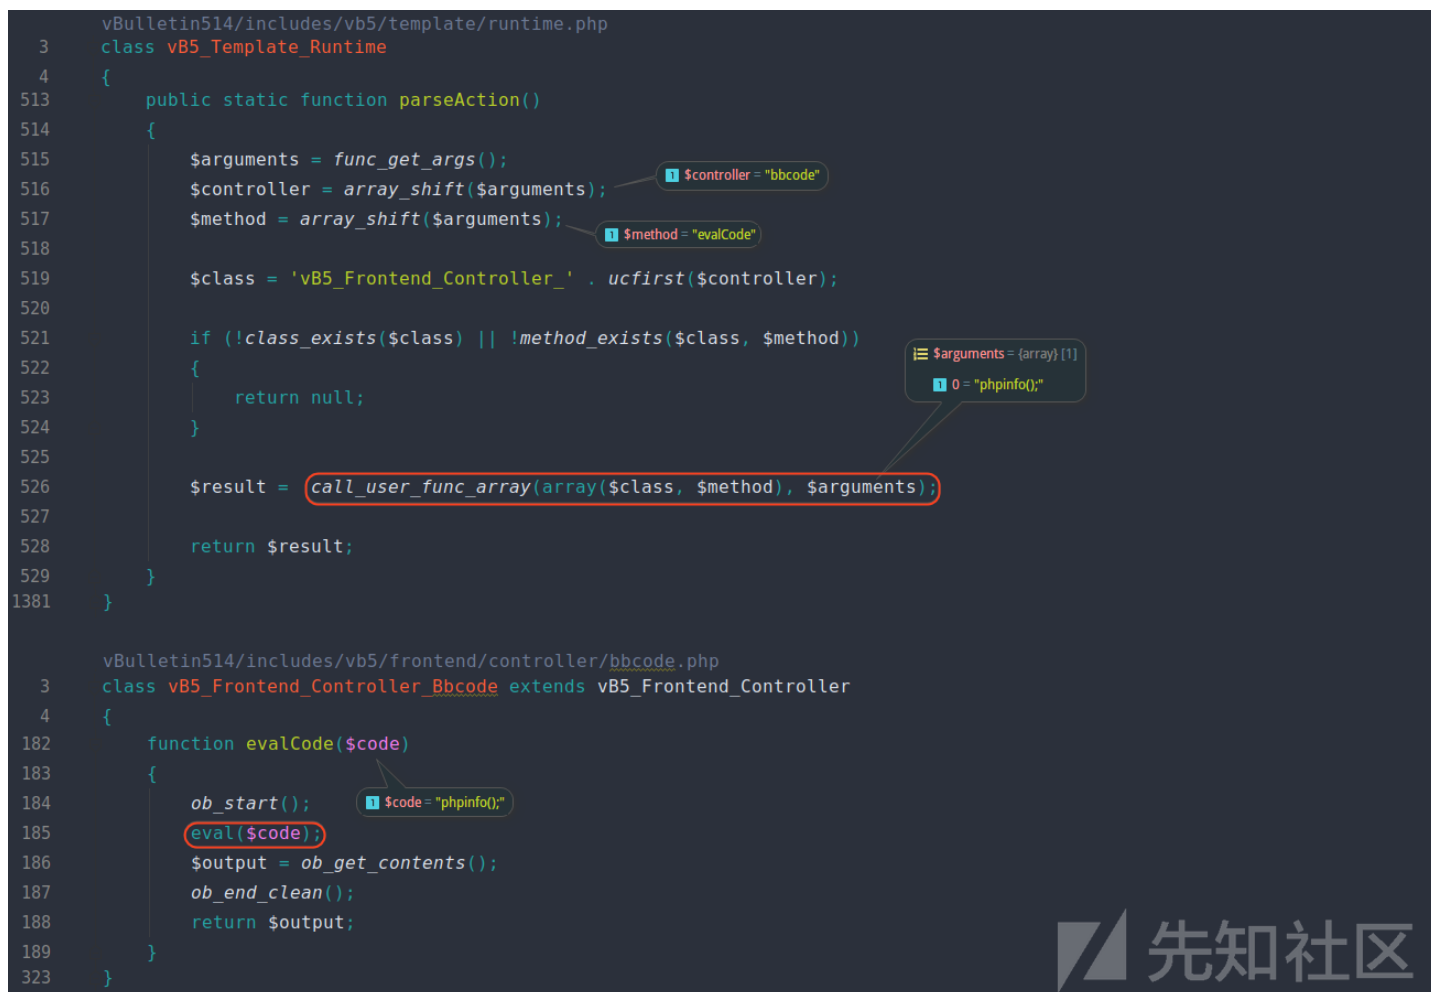 vBulletin514/includes/vb5/template/runtime.php
3 class vB5_Template_Runtime
4 {
513 public static function parseAction()
514 {
515 $arguments = func_get_args();
516 $controller = array_shift($arguments);
1 $controller = "bbcode"
517 $method = array_shift($arguments);
1 $method = "evalCode"
518
519 $class = 'vB5_Frontend_Controller_' . ucfirst($controller);
520
521 if (!class_exists($class) || !method_exists($class, $method))
522 {
$arguments = {array} [1]
1 0 = "phpinfo();"
523 return null;
524 }
525
526 $result = call_user_func_array(array($class, $method), $arguments);
527
528 return $result;
529 }
1381 }
vBulletin514/includes/vb5/frontend/controller/bbcode.php
3 class vB5_Frontend_Controller_Bbcode extends vB5_Frontend_Controller
4 {
182 function evalCode($code)
183 {
184 ob_start();
1 $code = "phpinfo();"
185 eval($code);
186 $output = ob_get_contents();
187 ob_end_clean();
188 return $output;
189 }
323 }
先知社区